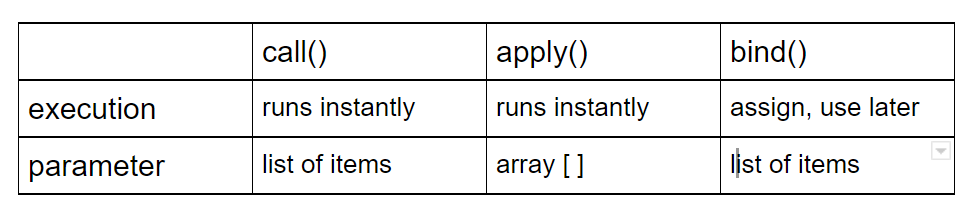 call() apply() bind()
execution runs instantly runs instantly assign, use later
parameter list of items array [ ] list of items